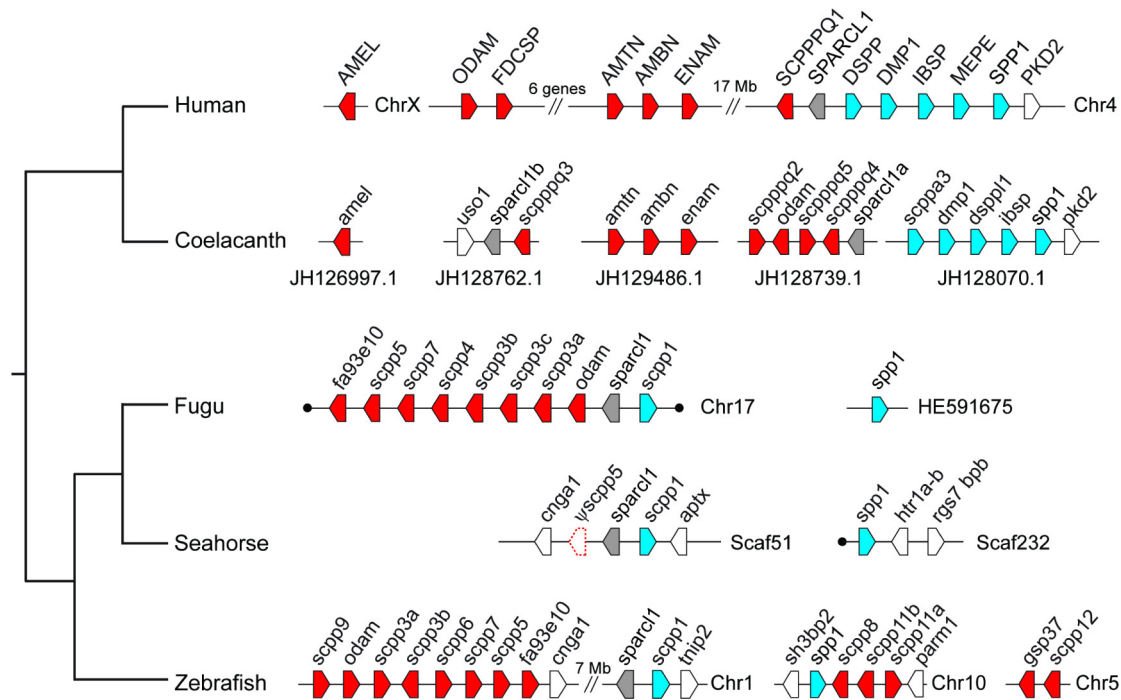 AMEL ODAM FDCSP AMTN AMBN ENAM SCPPPQ1 SPARCL1 DSPP DMP1 IBSP MEPE SPP1 PKD2
Human ChrX 6 genes 17 Mb Chr4
amel uso1 sparcl1b scpppq3 amtn ambn enam scpppq2 odam scpppq5 scpppq4 sparcl1a scppa3 dmp1 dsppl1 ibsp spp1 pkd2
Coelacanth
JH126997.1 JH128762.1 JH129486.1 JH128739.1 JH128070.1
fa93e10 scpp5 scpp7 scpp4 scpp3b scpp3c scpp3a odam sparcl1 scpp1 spp1
Fugu Chr17 HE591675
cnga1 ψscpp5 sparcl1 scpp1 aptx spp1 htr1a-b rgs7 bpb
Seahorse Scaf51 Scaf232
scpp9 odam scpp3a scpp3b scpp6 scpp7 scpp5 fa93e10 cnga1 sparcl1 scpp1 tnip2 sh3bp2 spp1 scpp8 scpp11b scpp11a parm1 gsp37 scpp12
Zebrafish 7 Mb Chr1 Chr10 Chr5